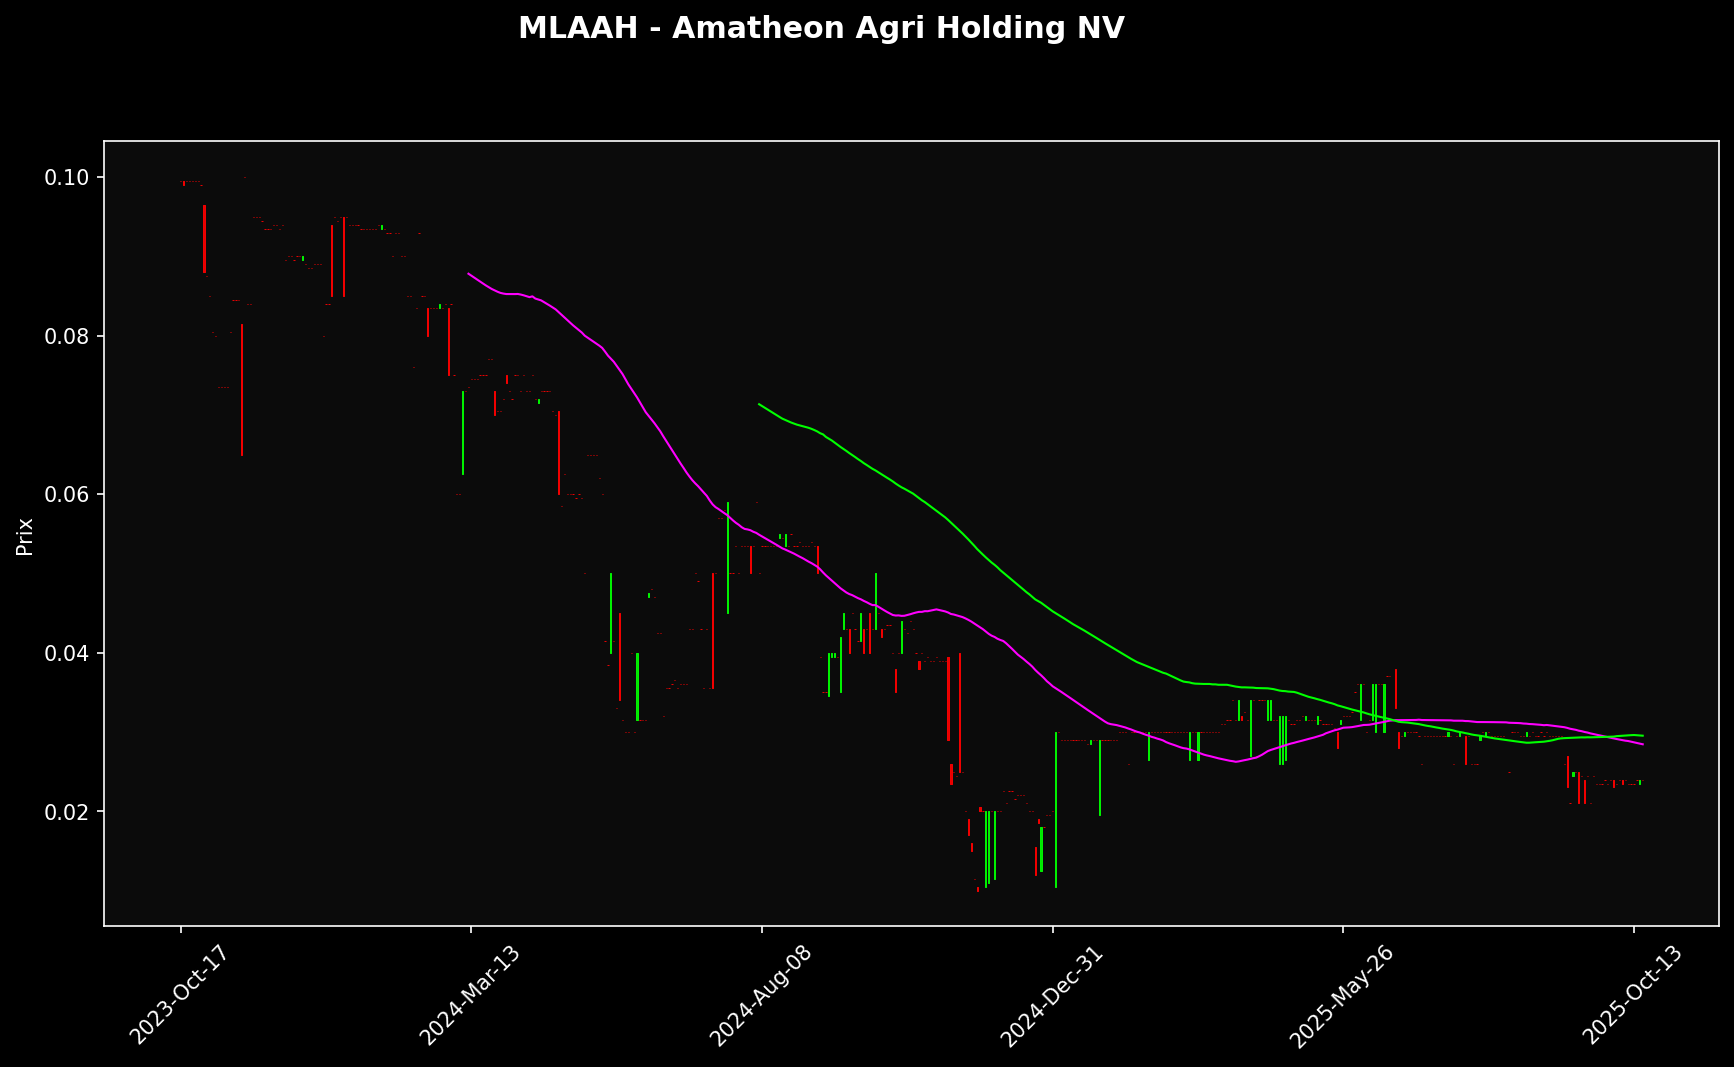 MLAAH - Amatheon Agri Holding NV
Prix
0.10
0.08
0.06
0.04
0.02
2023-Oct-17
2024-Mar-13
2024-Aug-08
2024-Dec-31
2025-May-26
2025-Oct-13